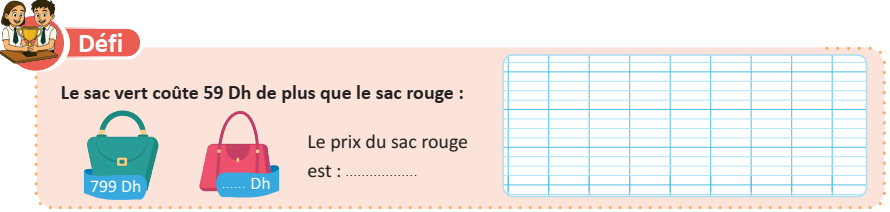 Défi
Le sac vert coûte 59 Dh de plus que le sac rouge :
799 Dh
...... Dh
Le prix du sac rouge
est : ..................